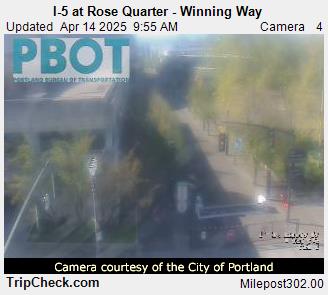 I-5 at Rose Quarter - Winning Way
Updated Apr 14 2025 9:55 AM Camera 4
PBOT
PORTLAND BUREAU OF TRANSPORTATION
Camera courtesy of the City of Portland
TripCheck.com Milepost302.00